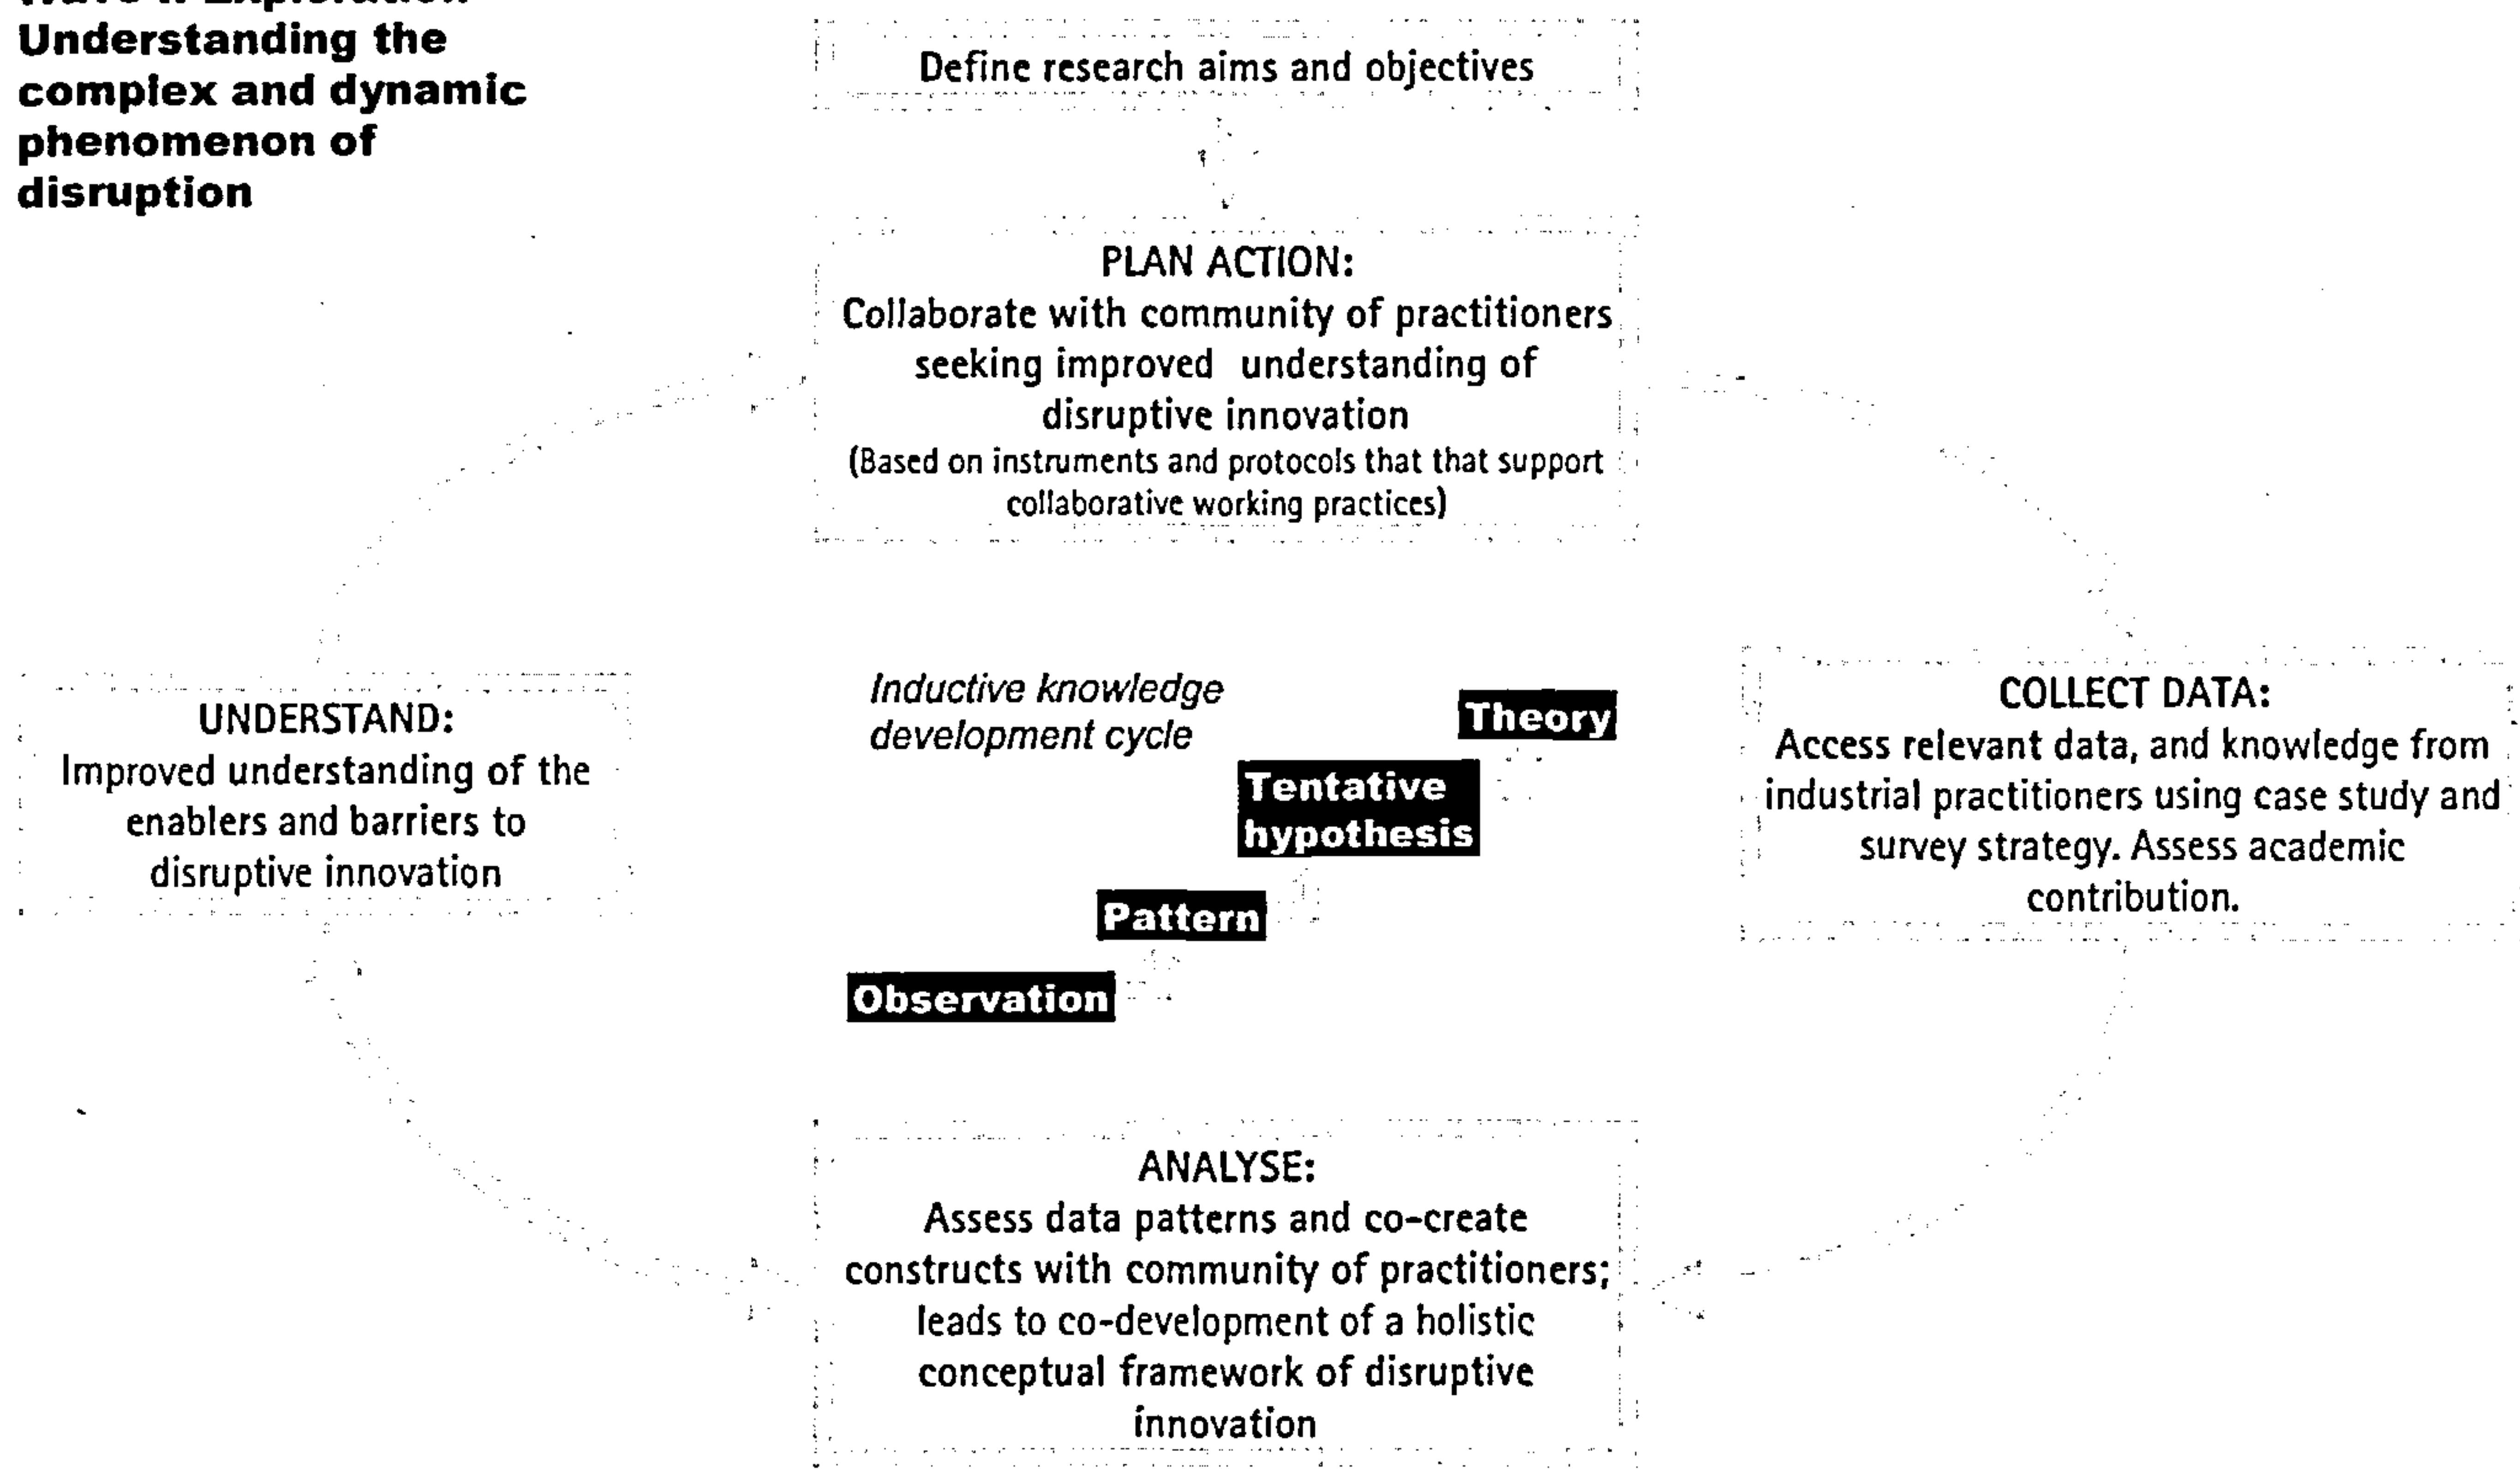 Understanding the
complex and dynamic
phenomenon of
disruption
Define research aims and objectives
PLAN ACTION:
Collaborate with community of practitioners
seeking improved understanding of
disruptive innovation
(Based on instruments and protocols that that support
collaborative working practices)
UNDERSTAND:
Improved understanding of the
enablers and barriers to
disruptive innovation
Inductive knowledge
development cycle
Theory
Tentative
hypothesis
Pattern
Observation
COLLECT DATA:
Access relevant data, and knowledge from
industrial practitioners using case study and
survey strategy. Assess academic
contribution.
ANALYSE:
Assess data patterns and co-create
constructs with community of practitioners;
leads to co-development of a holistic
conceptual framework of disruptive
innovation